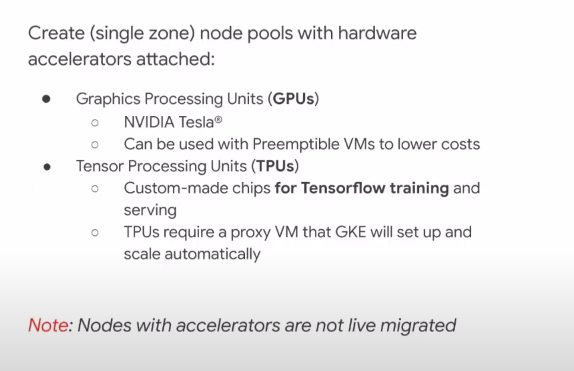 Create (single zone) node pools with hardware
accelerators attached:
● Graphics Processing Units (GPUs)
○ NVIDIA Tesla®
○ Can be used with Preemptible VMs to lower costs
● Tensor Processing Units (TPUs)
○ Custom-made chips for Tensorflow training and
serving
○ TPUs require a proxy VM that GKE will set up and
scale automatically
Note: Nodes with accelerators are not live migrated